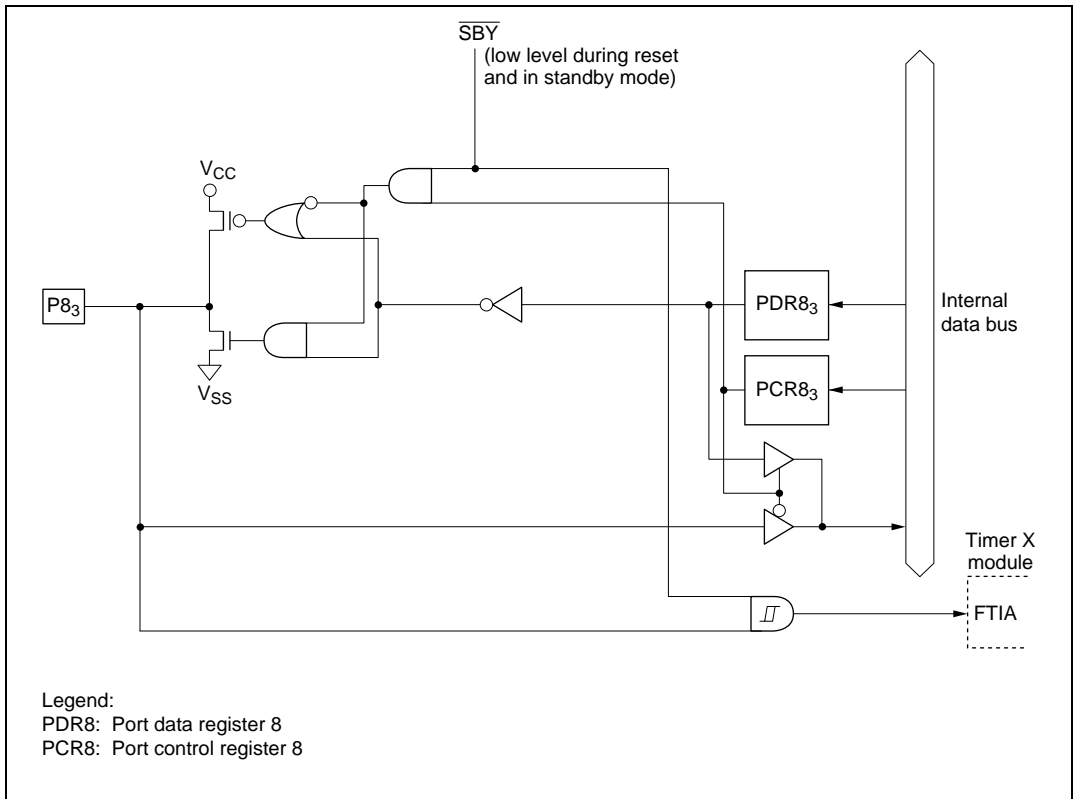 S̅B̅Y̅
(low level during reset
and in standby mode)
VCC
P83
VSS
PDR83
PCR83
Internal
data bus
Timer X
module
FTIA
Legend:
PDR8: Port data register 8
PCR8: Port control register 8